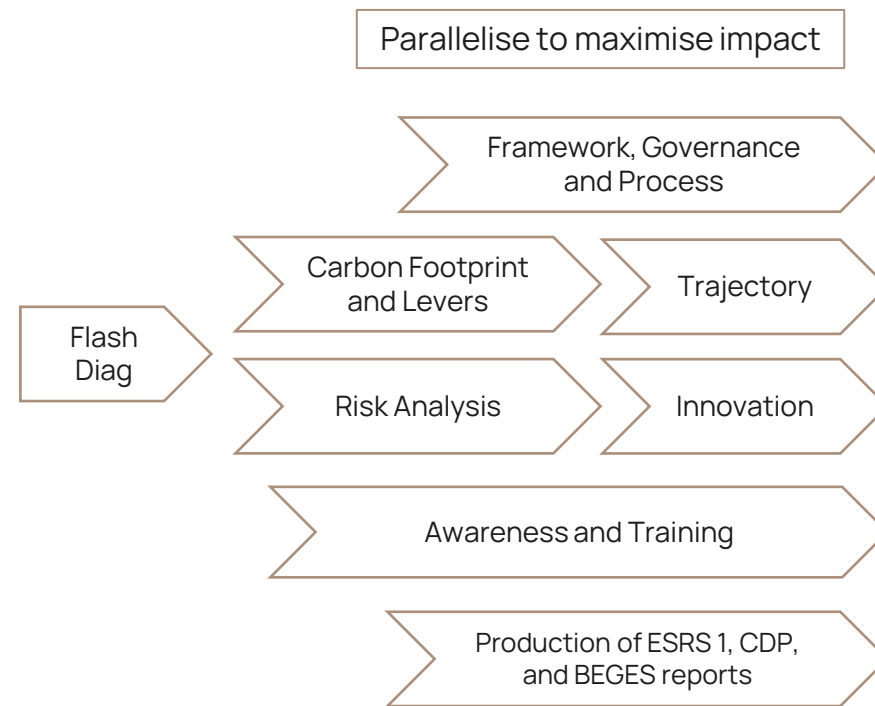 Parallelise to maximise impact
Framework, Governance
and Process
Carbon Footprint
and Levers
Trajectory
Flash
Diag
Risk Analysis
Innovation
Awareness and Training
Production of ESRS 1, CDP,
and BEGES reports